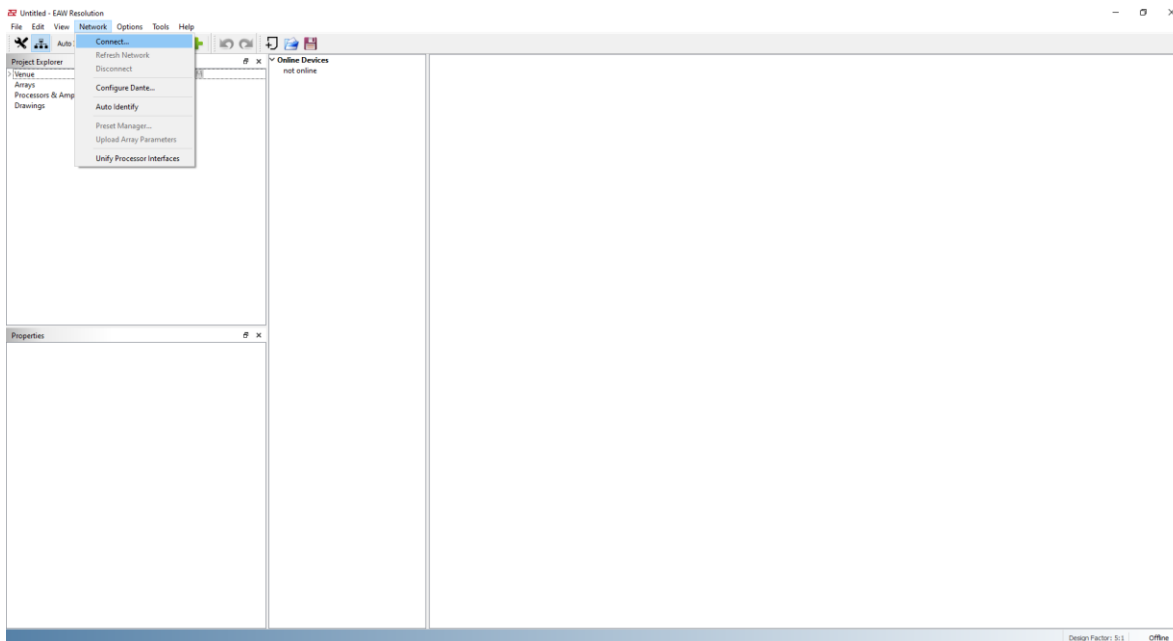 Untitled - EAW Resolution
File Edit View Network Options Tools Help
Auto
Connect...
Refresh Network
Disconnect
Configure Dante...
Auto Identify
Preset Manager...
Upload Array Parameters
Unify Processor Interfaces
Project Explorer
Venue
Arrays
Processors & Amp
Drawings
Online Devices
not online
Properties
Design Factor: 5:1 Offline